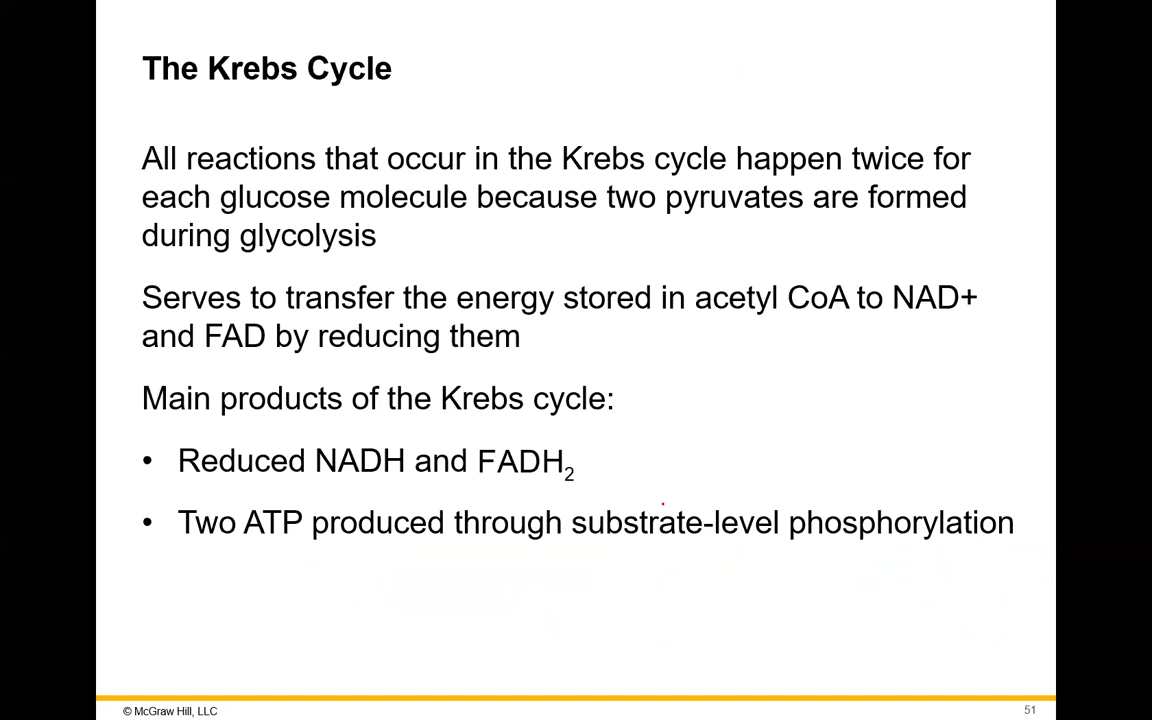 The Krebs Cycle
All reactions that occur in the Krebs cycle happen twice for
each glucose molecule because two pyruvates are formed
during glycolysis
Serves to transfer the energy stored in acetyl CoA to NAD+
and FAD by reducing them
Main products of the Krebs cycle:
• Reduced NADH and FADH₂
• Two ATP produced through substrate-level phosphorylation
© McGraw Hill, LLC
51